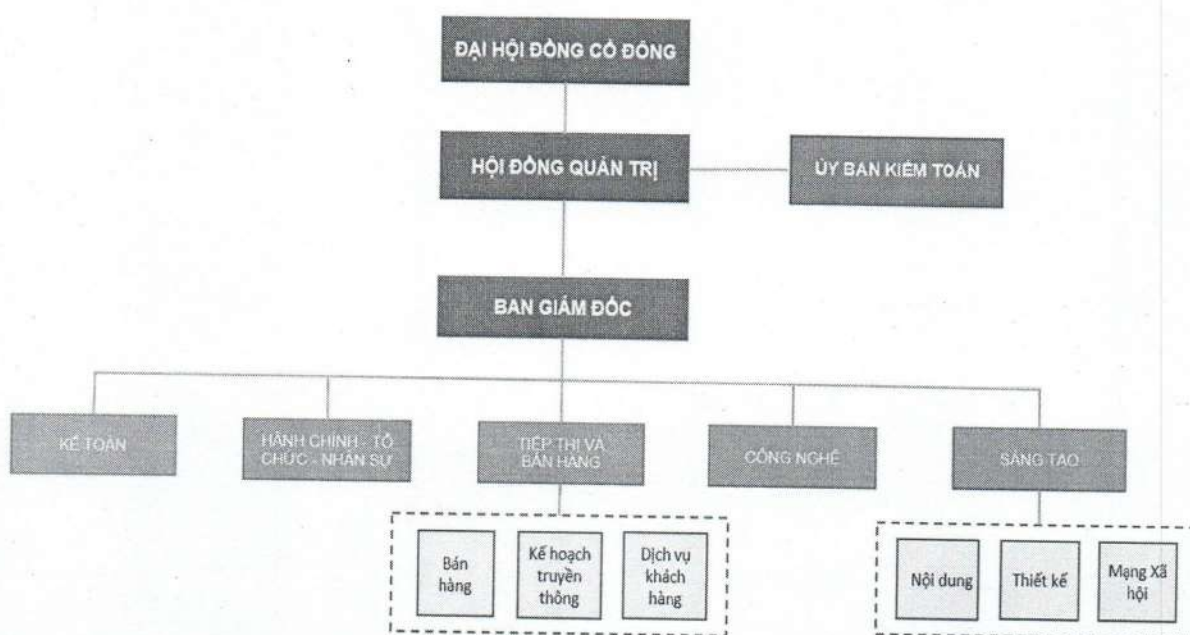 ĐẠI HỘI ĐỒNG CỔ ĐÔNG
HỘI ĐỒNG QUẢN TRỊ
ỦY BAN KIỂM TOÁN
BAN GIÁM ĐỐC
KẾ TOÁN
HÀNH CHÍNH - TỔ
CHỨC - NHÂN SỰ
TIẾP THỊ VÀ
BÁN HÀNG
CÔNG NGHỆ
SÁNG TẠO
Bán
hàng
Kế hoạch
truyền
thông
Dịch vụ
khách
hàng
Nội dung
Thiết kế
Mạng Xã
hội